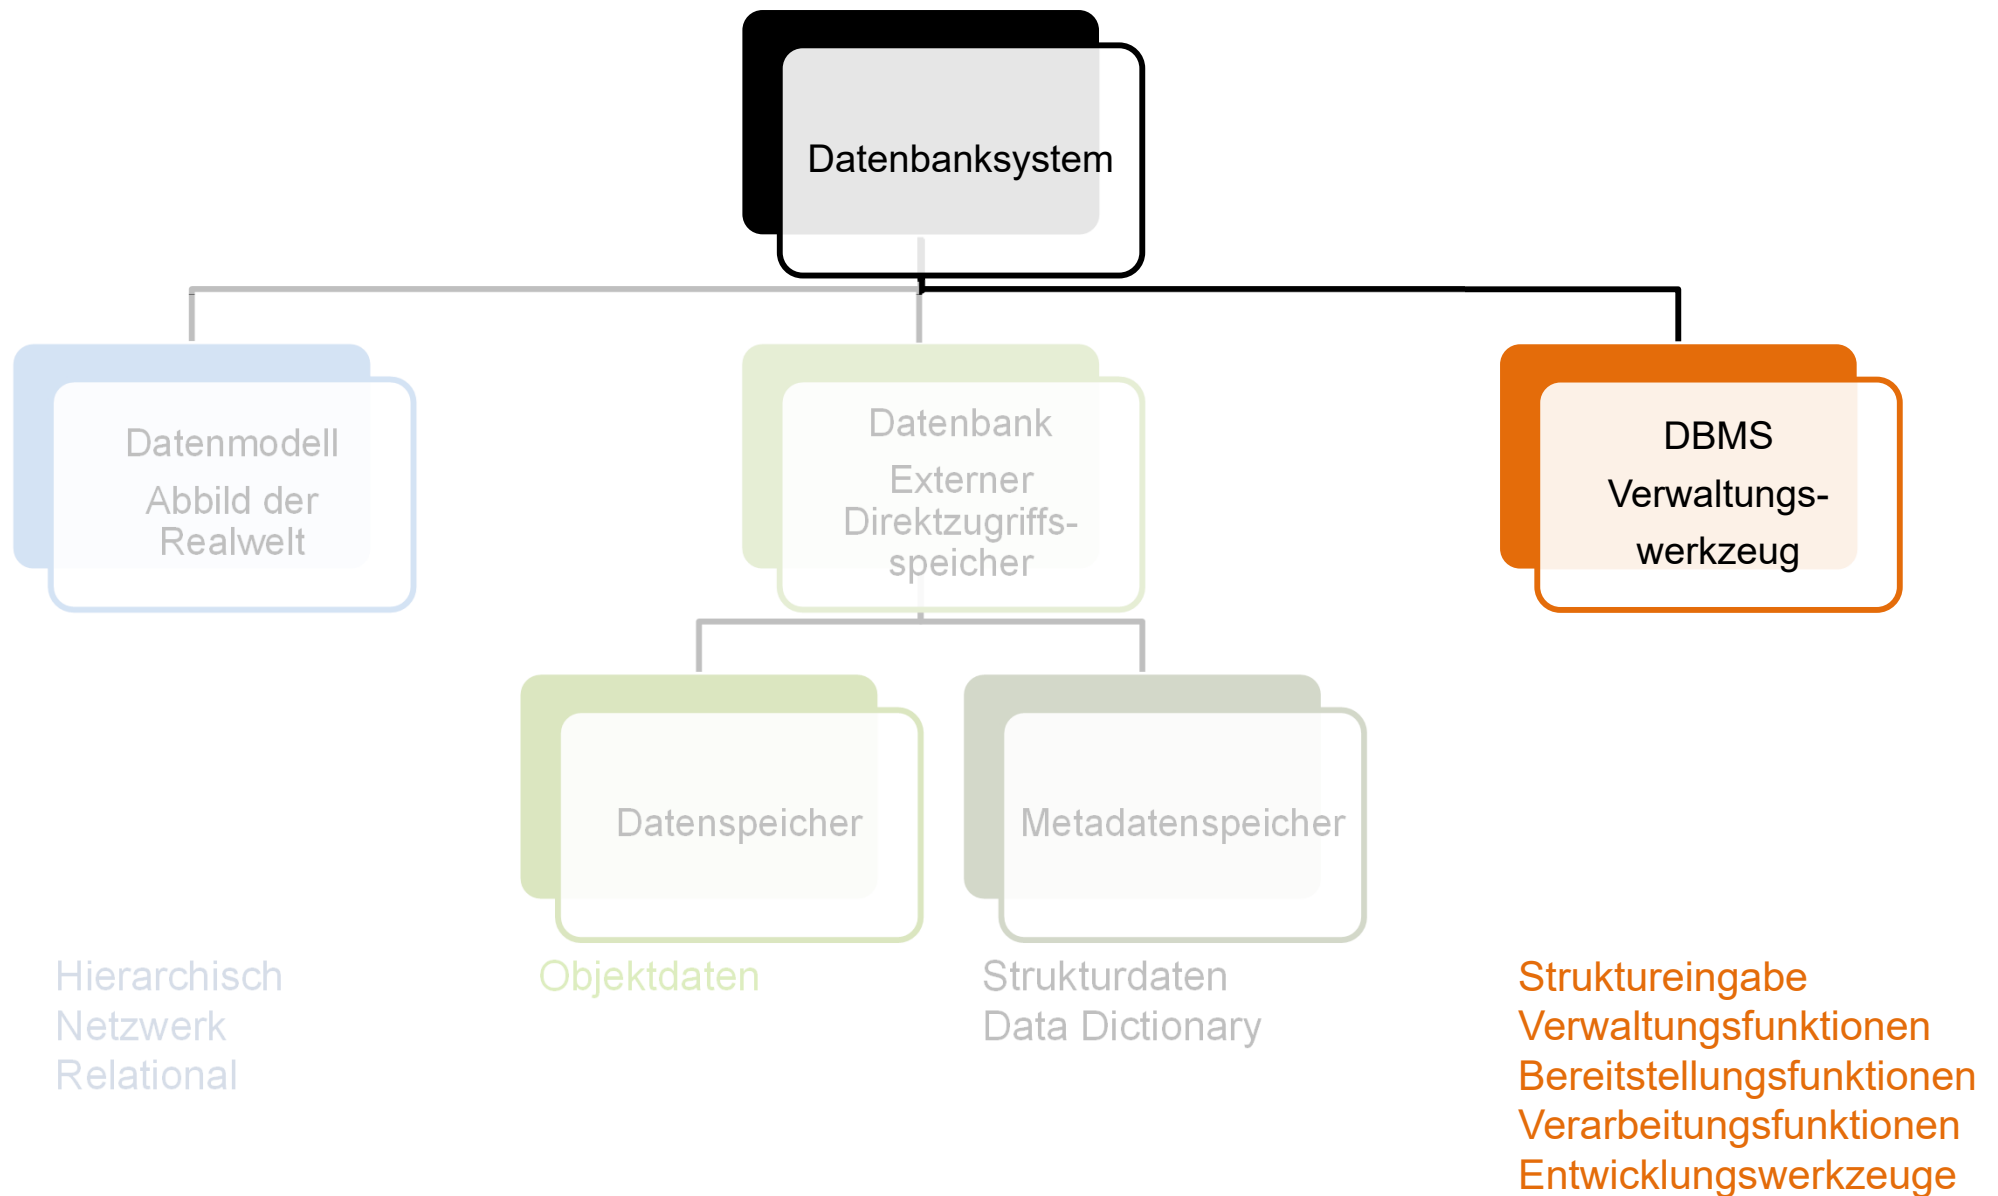 Datenbanksystem
Datenmodell
Abbild der
Realwelt
Datenbank
Externer
Direktzugriffs-
speicher
DBMS
Verwaltungs-
werkzeug
Datenspeicher
Metadatenspeicher
Hierarchisch
Netzwerk
Relational
Objektdaten
Strukturdaten
Data Dictionary
Struktureingabe
Verwaltungsfunktionen
Bereitstellungsfunktionen
Verarbeitungsfunktionen
Entwicklungswerkzeuge